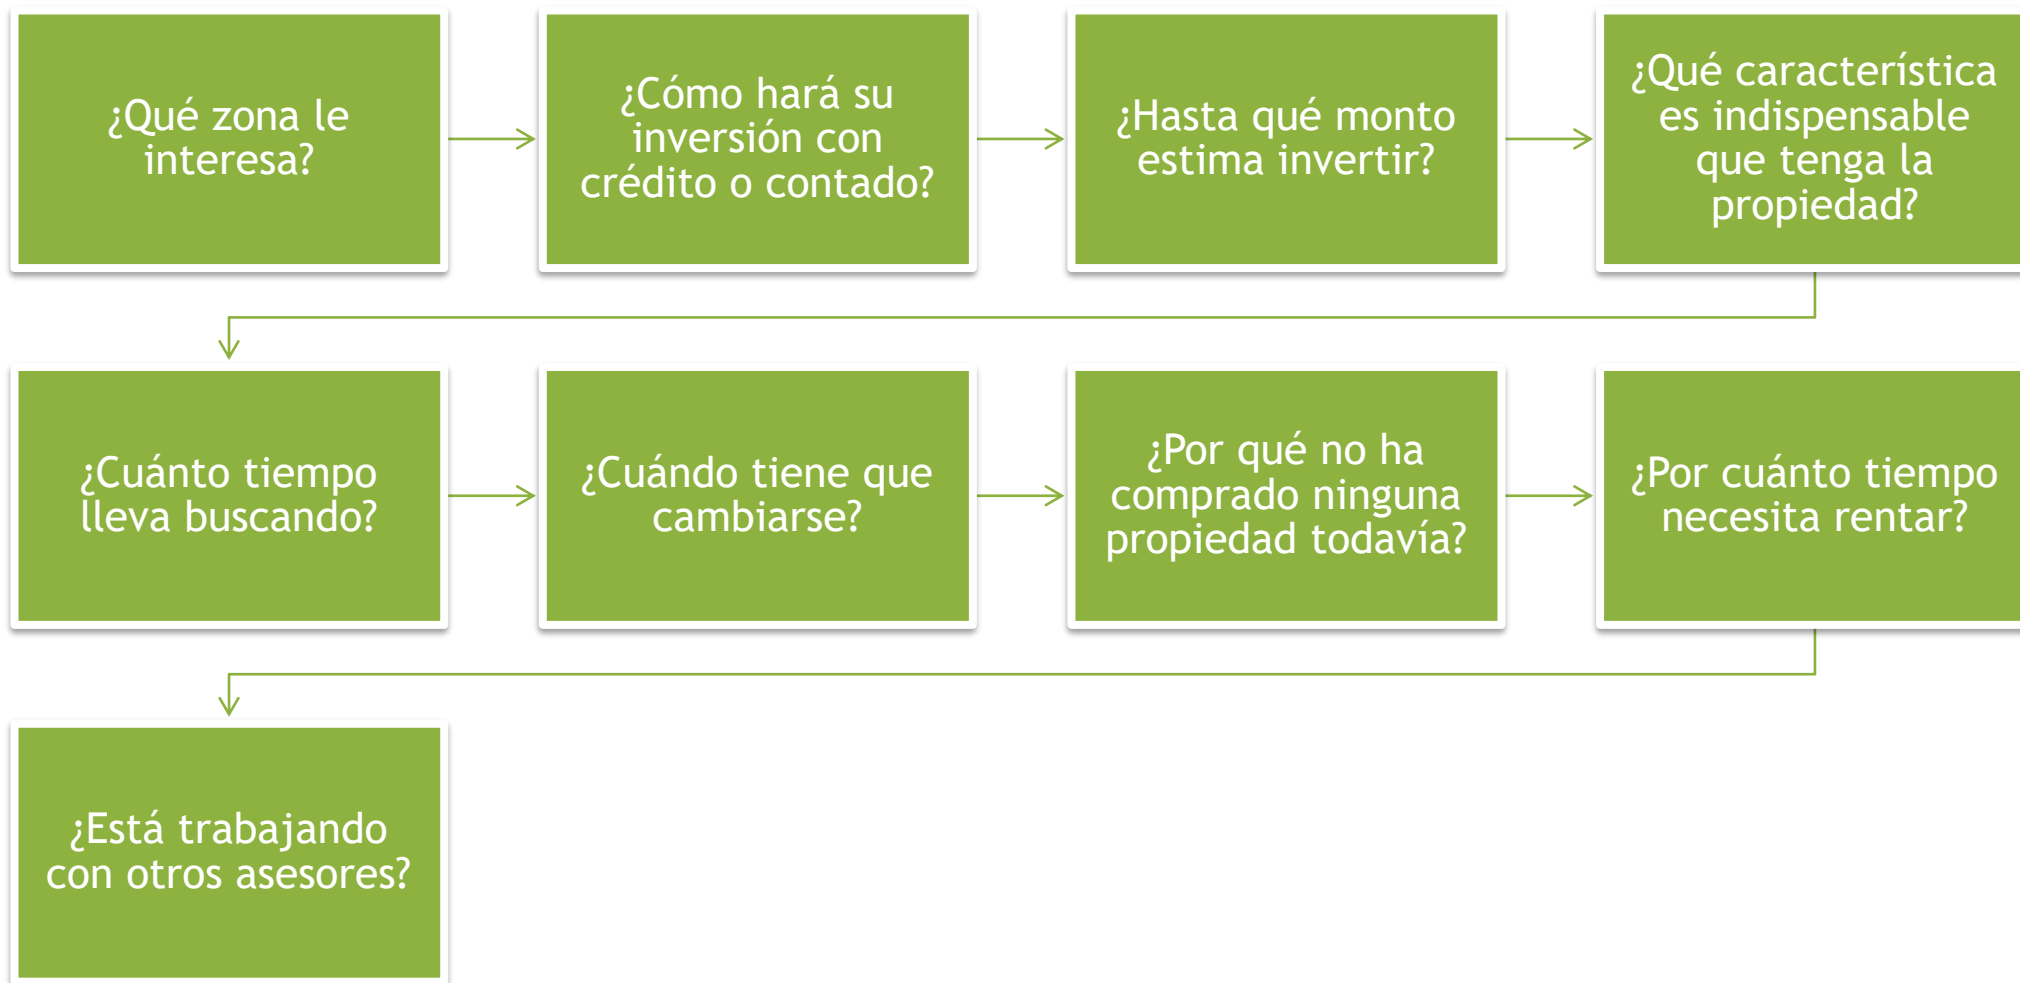 ¿Qué zona le
interesa?
¿Cómo hará su
inversión con
crédito o contado?
¿Hasta qué monto
estima invertir?
¿Qué característica
es indispensable
que tenga la
propiedad?
¿Cuánto tiempo
lleva buscando?
¿Cuándo tiene que
cambiarse?
¿Por qué no ha
comprado ninguna
propiedad todavía?
¿Por cuánto tiempo
necesita rentar?
¿Está trabajando
con otros asesores?